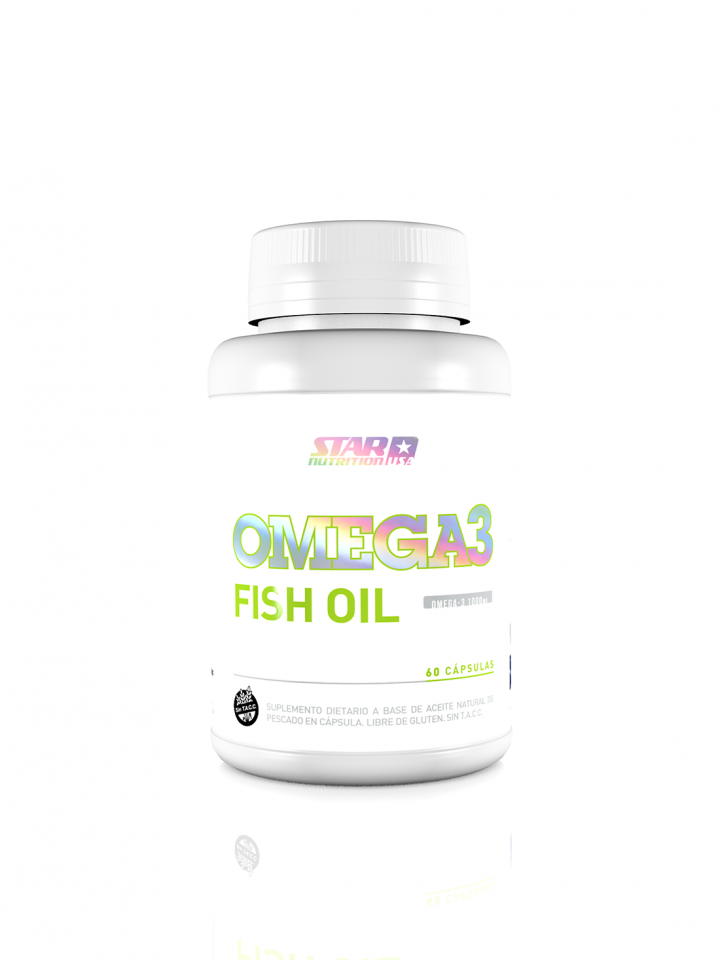 STAR
NUTRITION USA
OMEGA3
FISH OIL
OMEGA-3 1000mg
60 CÁPSULAS
Sin T.A.C.C.
SUPLEMENTO DIETARIO A BASE DE ACEITE NATURAL DE
PESCADO EN CÁPSULA. LIBRE DE GLUTEN. SIN T.A.C.C.